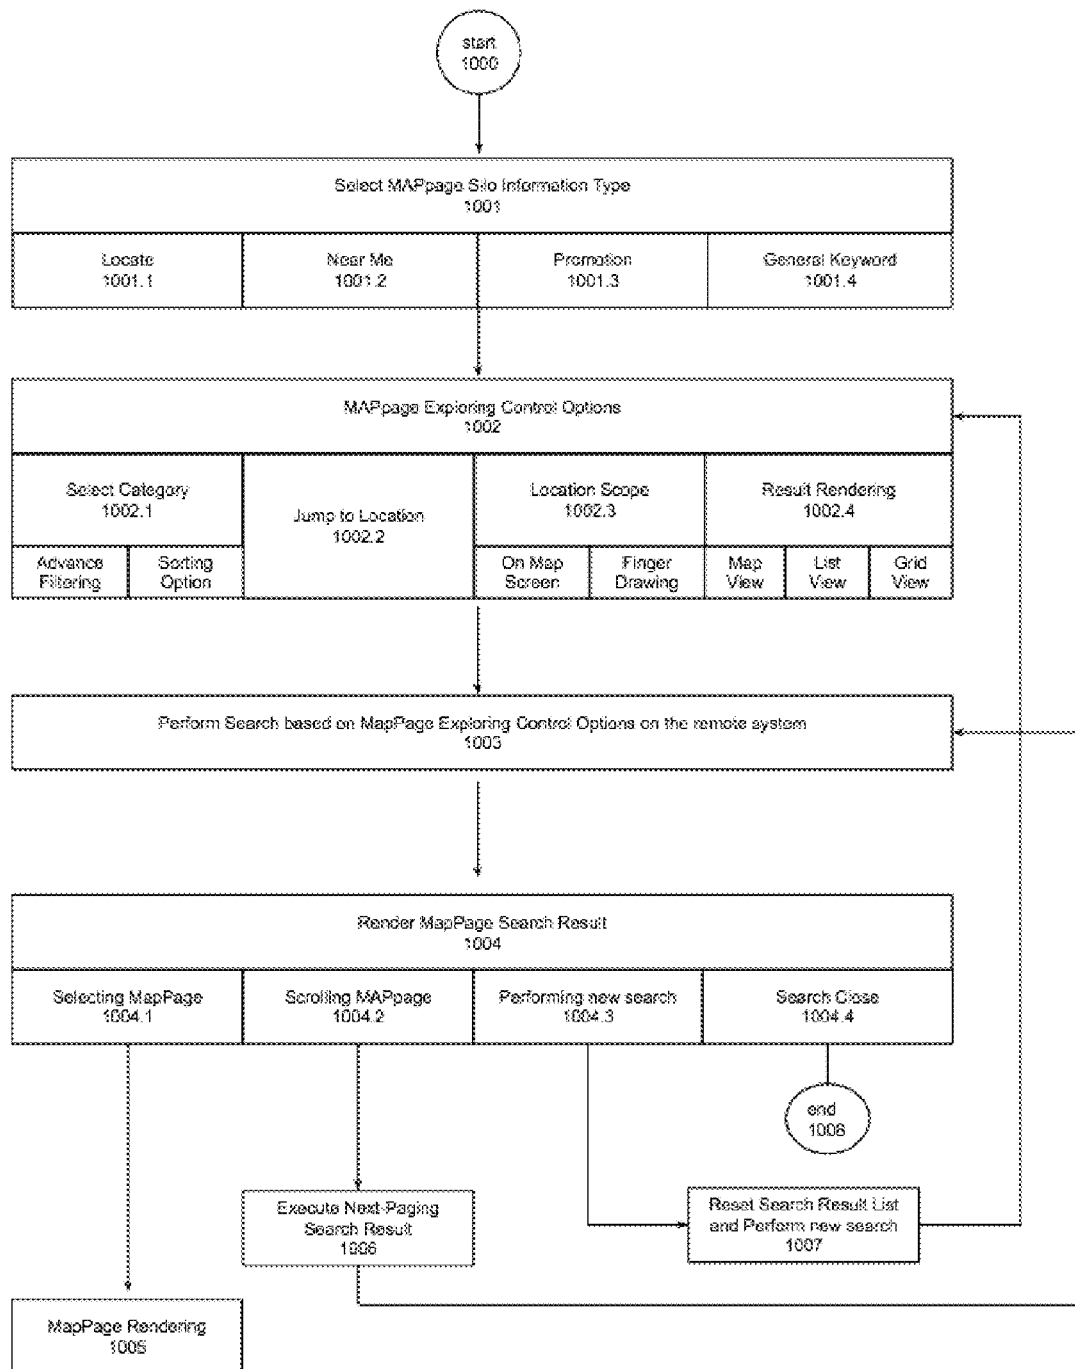 start
1000
Select MAPpage Silo Information Type
1001
Locate
1001.1
Near Me
1001.2
Promotion
1001.3
General Keyword
1001.4
MAPpage Exploring Control Options
1002
Select Category
1002.1
Jump to Location
1002.2
Location Scope
1002.3
Result Rendering
1002.4
Advance
Filtering
Sorting
Option
On Map
Screen
Finger
Drawing
Map
View
List
View
Grid
View
Perform Search based on MapPage Exploring Control Options on the remote system
1003
Render MapPage Search Result
1004
Selecting MapPage
1004.1
Scrolling MAPpage
1004.2
Performing new search
1004.3
Search Close
1004.4
end
1008
Execute Next-Paging
Search Result
1006
Reset Search Result List
and Perform new search
1007
MapPage Rendering
1005